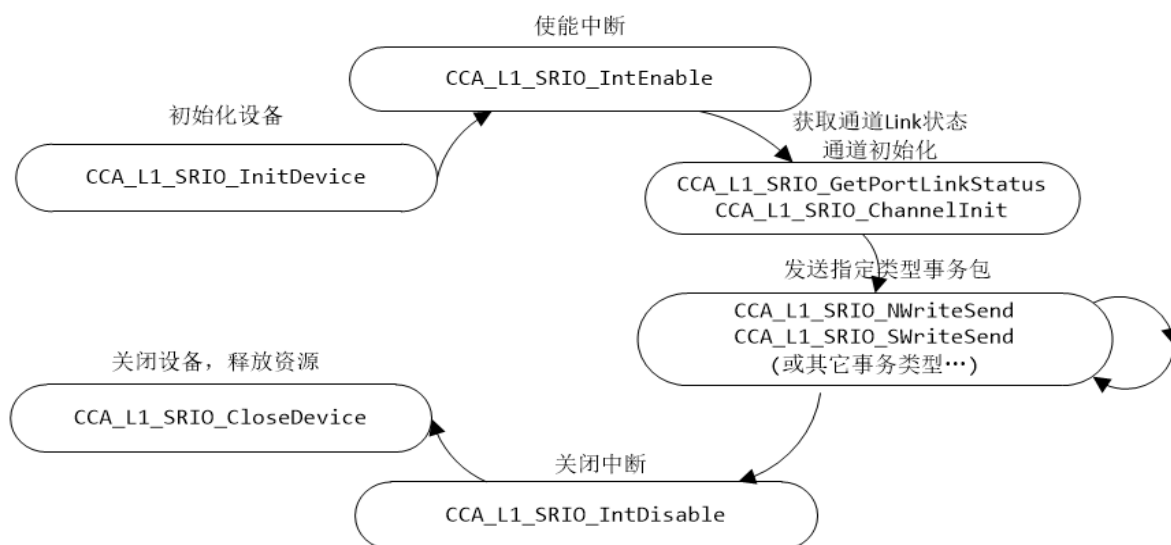 使能中断
CCA_L1_SRIO_IntEnable
初始化设备
CCA_L1_SRIO_InitDevice
获取通道Link状态
通道初始化
CCA_L1_SRIO_GetPortLinkStatus
CCA_L1_SRIO_ChannelInit
发送指定类型事务包
CCA_L1_SRIO_NWriteSend
CCA_L1_SRIO_SWriteSend
(或其它事务类型…)
关闭中断
CCA_L1_SRIO_IntDisable
关闭设备，释放资源
CCA_L1_SRIO_CloseDevice